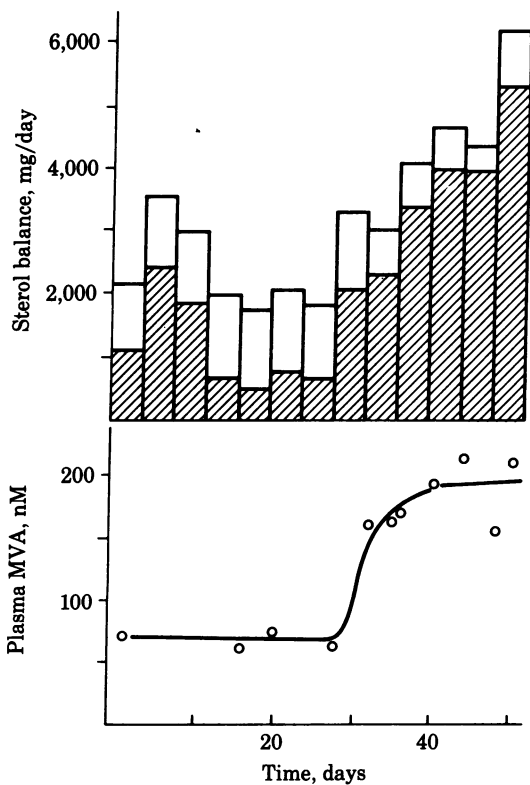 6,000
4,000
2,000
Sterol balance, mg/day
200
100
Plasma MVA, nM
20 40
Time, days